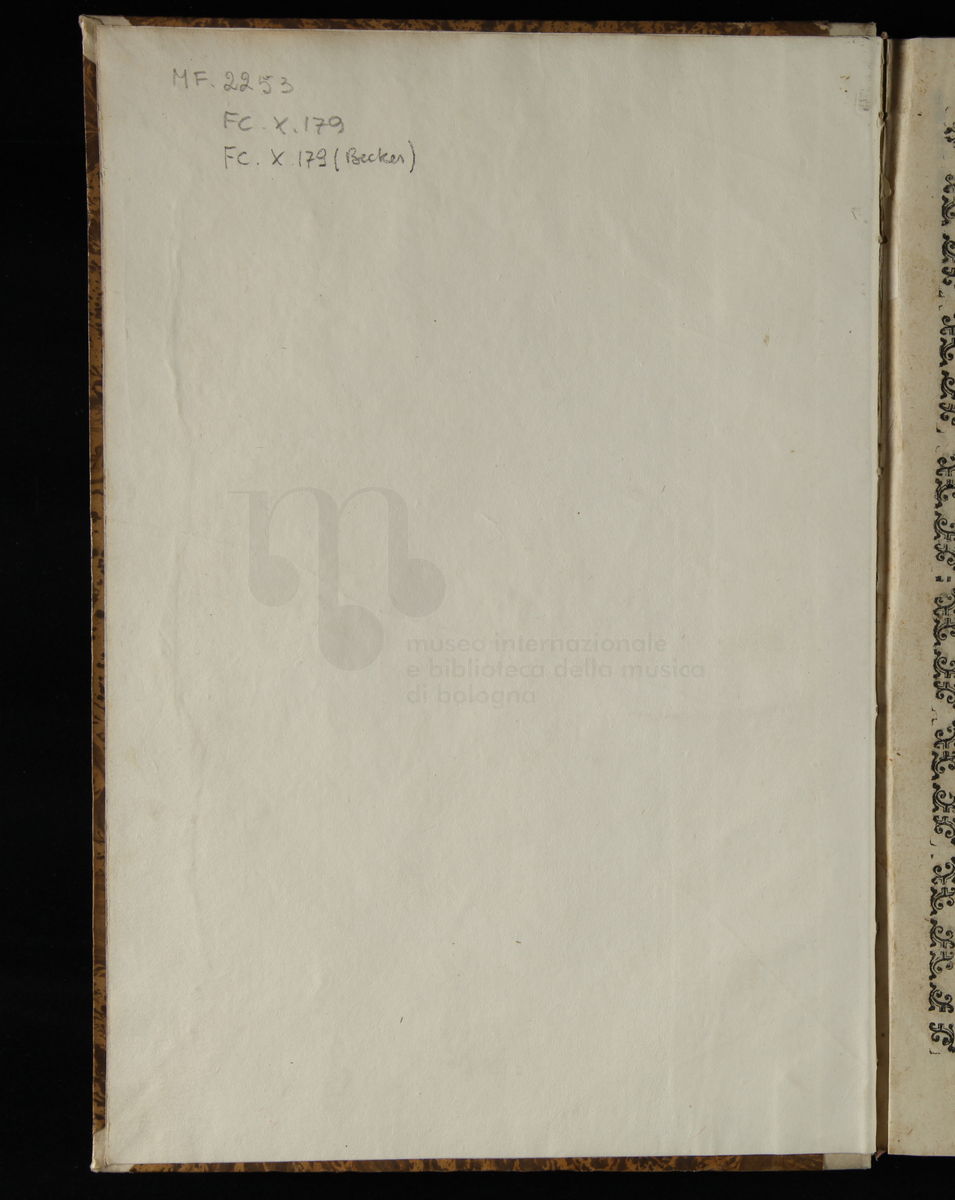 MF. 2253
FC. X. 179
FC. X. 179 (Becker)
museo internazionale
e biblioteca della musica
di bologna